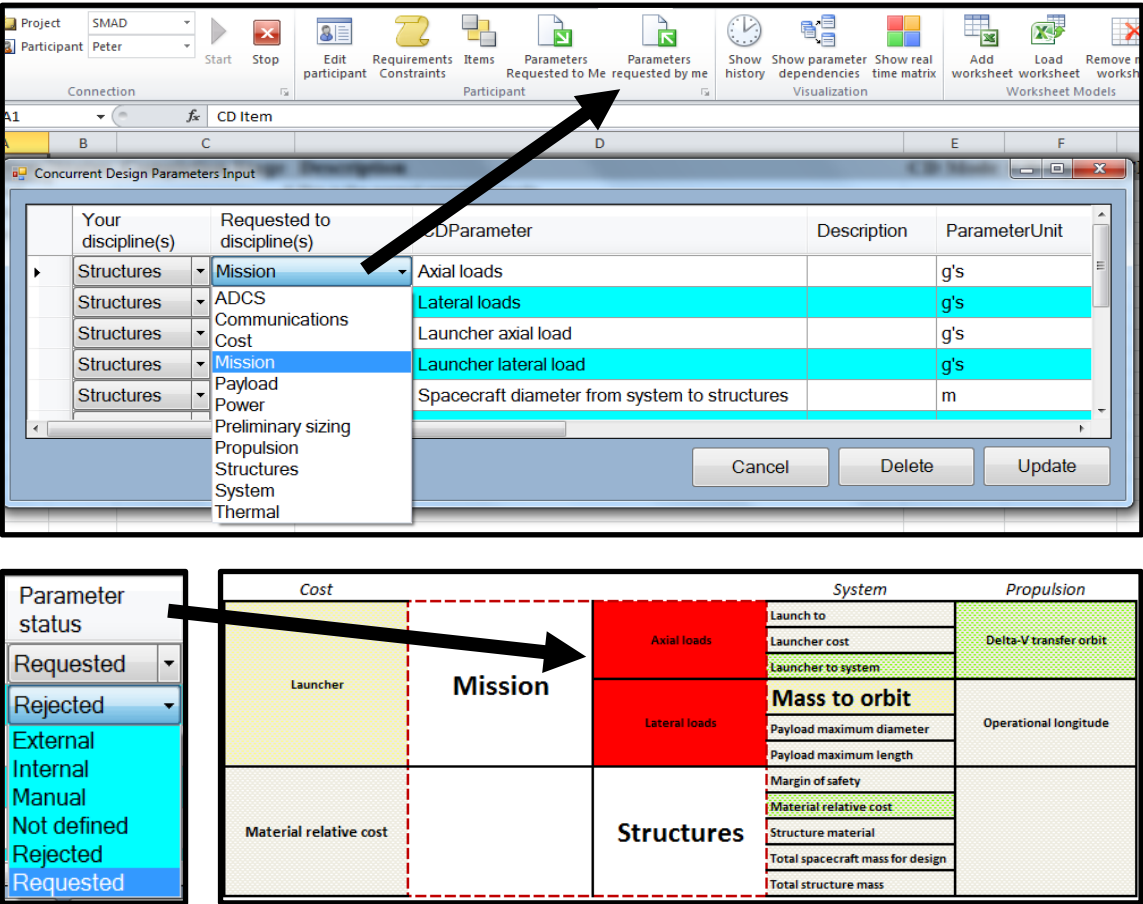 Project SMAD
Participant Peter
Start Stop
Edit participant
Requirements Constraints
Items
Parameters Requested to Me
Parameters requested by me
Show history
Show parameter dependencies
Show real time matrix
Add worksheet
Load worksheet
Connection
Participant
Visualization
Worksheet Models
A1 fx CD Item
B C D E F
Concurrent Design Parameters Input
Your discipline(s)
Requested to discipline(s)
CDParameter
Description
ParameterUnit
Structures Mission Axial loads g's
Structures Lateral loads g's
Structures Launcher axial load g's
Structures Launcher lateral load g's
Structures Spacecraft diameter from system to structures m
ADCS
Communications
Cost
Mission
Payload
Power
Preliminary sizing
Propulsion
Structures
System
Thermal
Cancel Delete Update
Parameter
status
Requested
Rejected
External
Internal
Manual
Not defined
Rejected
Requested
Cost System Propulsion
Launcher
Mission
Axial loads
Lateral loads
Launch to
Launcher cost
Launcher to system
Mass to orbit
Payload maximum diameter
Payload maximum length
Delta-V transfer orbit
Operational longitude
Material relative cost
Structures
Margin of safety
Material relative cost
Structure material
Total spacecraft mass for design
Total structure mass